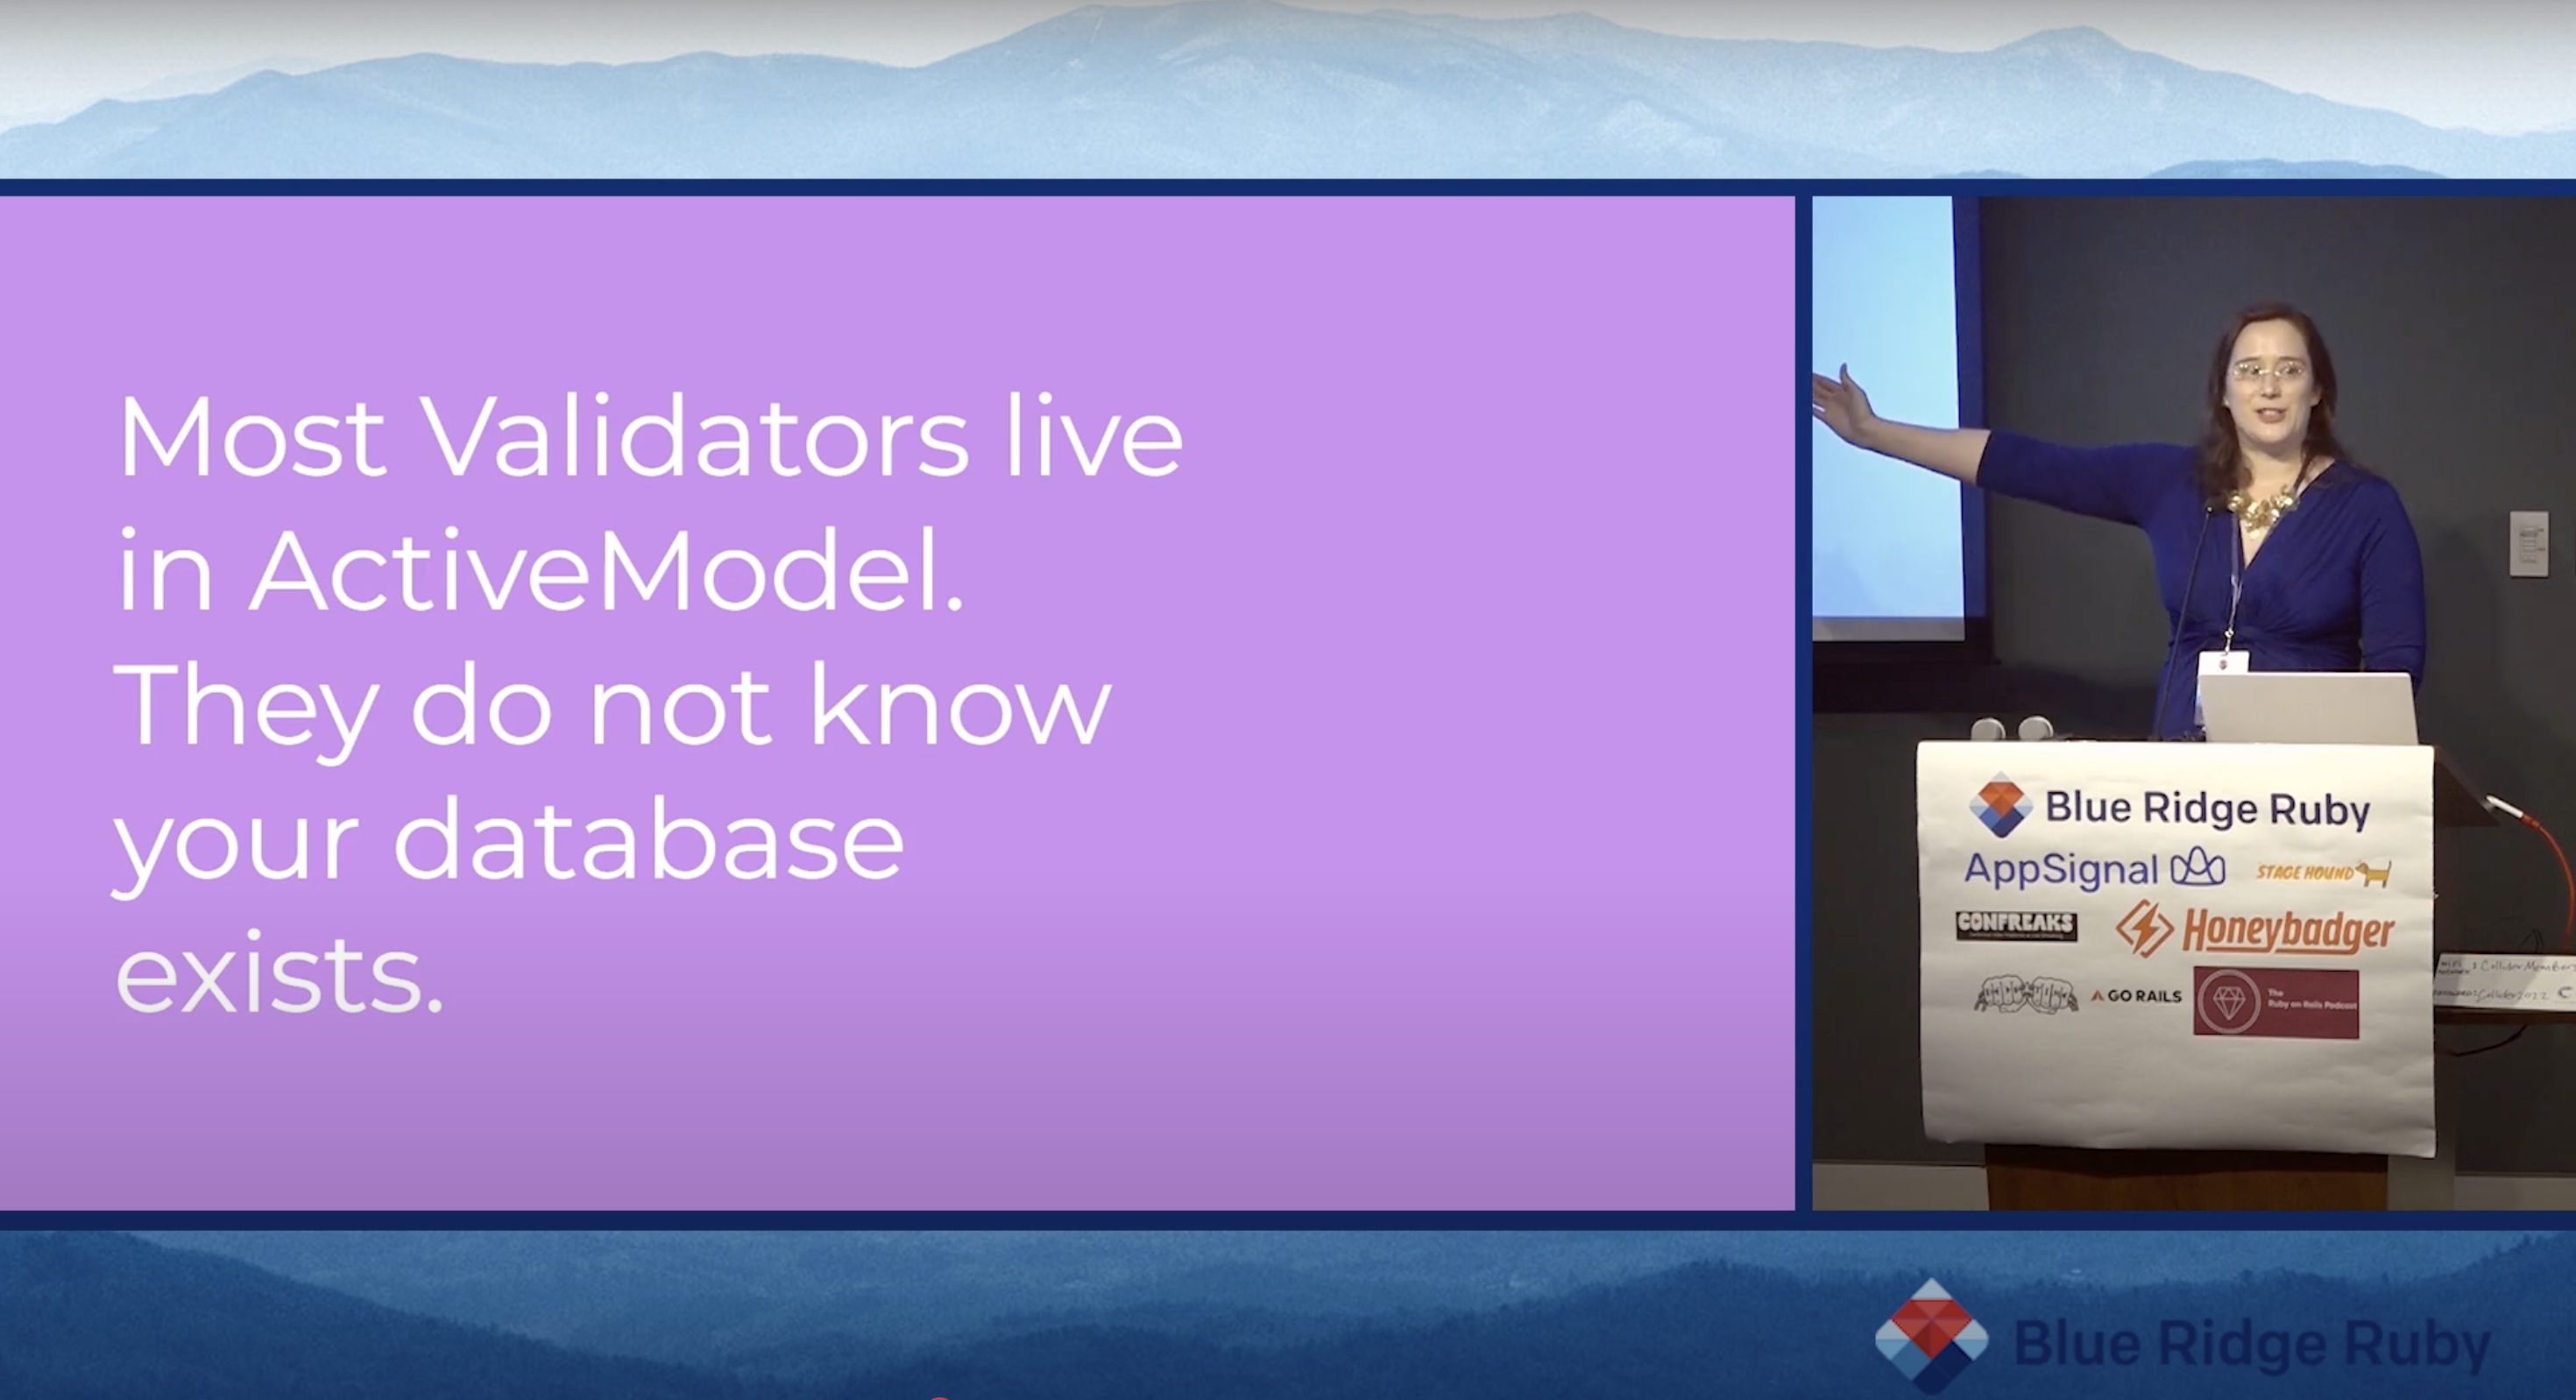 Most Validators live
in ActiveModel.
They do not know
your database
exists.
Blue Ridge Ruby
AppSignal
STAGE HOUND
CONFREAKS
Honeybadger
GO RAILS
The
Ruby on Rails Podcast
Blue Ridge Ruby